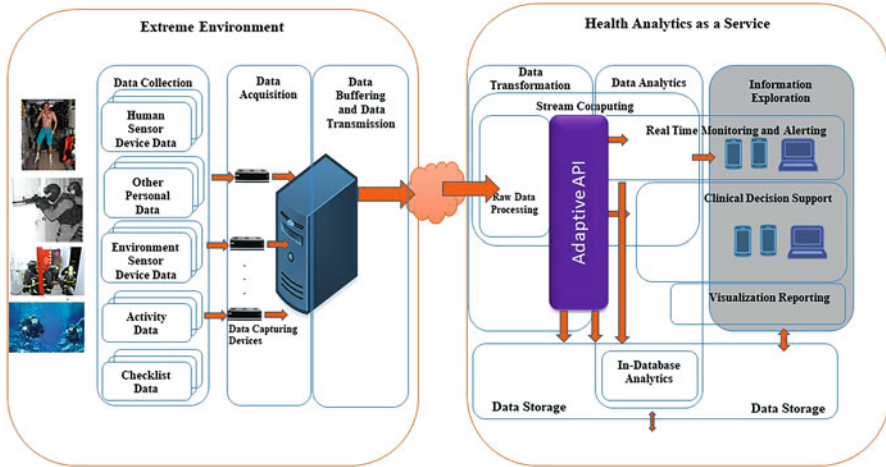 Extreme Environment
Data Collection
Human
Sensor
Device Data
Other
Personal
Data
Environment
Sensor
Device Data
Activity
Data
Checklist
Data
Data
Acquisition
Data Capturing
Devices
Data
Buffering
and Data
Transmission
Health Analytics as a Service
Data
Transformation
Data Analytics
Information
Exploration
Stream Computing
Real Time Monitoring and Alerting
Raw Data
Processing
Adaptive API
Clinical Decision Support
Visualization Reporting
In-Database
Analytics
Data Storage
Data Storage